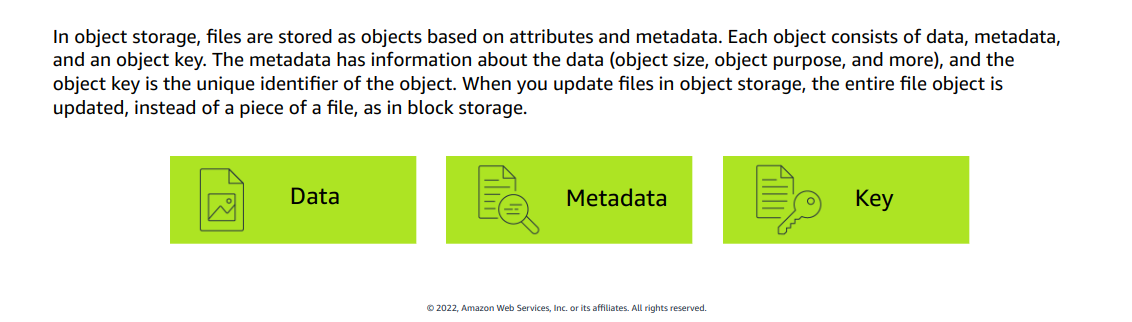 In object storage, files are stored as objects based on attributes and metadata. Each object consists of data, metadata,
and an object key. The metadata has information about the data (object size, object purpose, and more), and the
object key is the unique identifier of the object. When you update files in object storage, the entire file object is
updated, instead of a piece of a file, as in block storage.
Data
Metadata
Key
© 2022, Amazon Web Services, Inc. or its affiliates. All rights reserved.